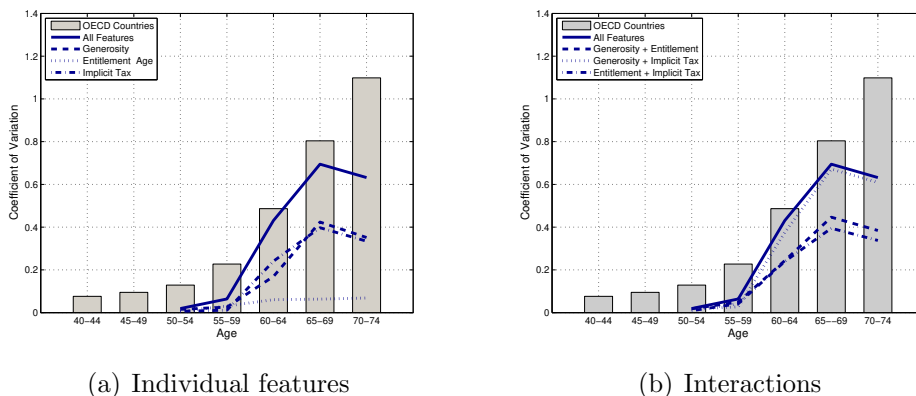 1.4
OECD Countries
All Features
Generosity
Entitlement Age
Implicit Tax
1.2
1
0.8
0.6
0.4
0.2
0
Coefficient of Variation
40−44 45−49 50−54 55−59 60−64 65−69 70−74
Age
(a) Individual features
1.4
OECD Countries
All Features
Generosity + Entitlement
Generosity + Implicit Tax
Entitlement + Implicit Tax
1.2
1
0.8
0.6
0.4
0.2
0
Coefficient of Variation
40−44 45−49 50−54 55−59 60−64 65−−69 70−74
Age
(b) Interactions